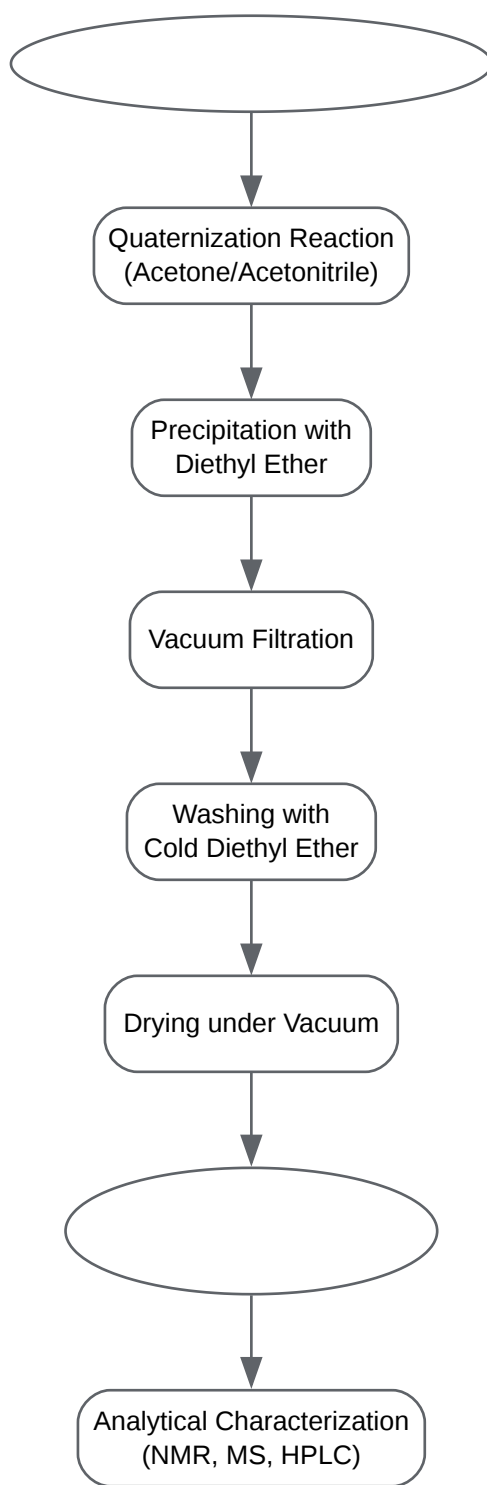 Quaternization Reaction
(Acetone/Acetonitrile)
Precipitation with
Diethyl Ether
Vacuum Filtration
Washing with
Cold Diethyl Ether
Drying under Vacuum
Analytical Characterization
(NMR, MS, HPLC)